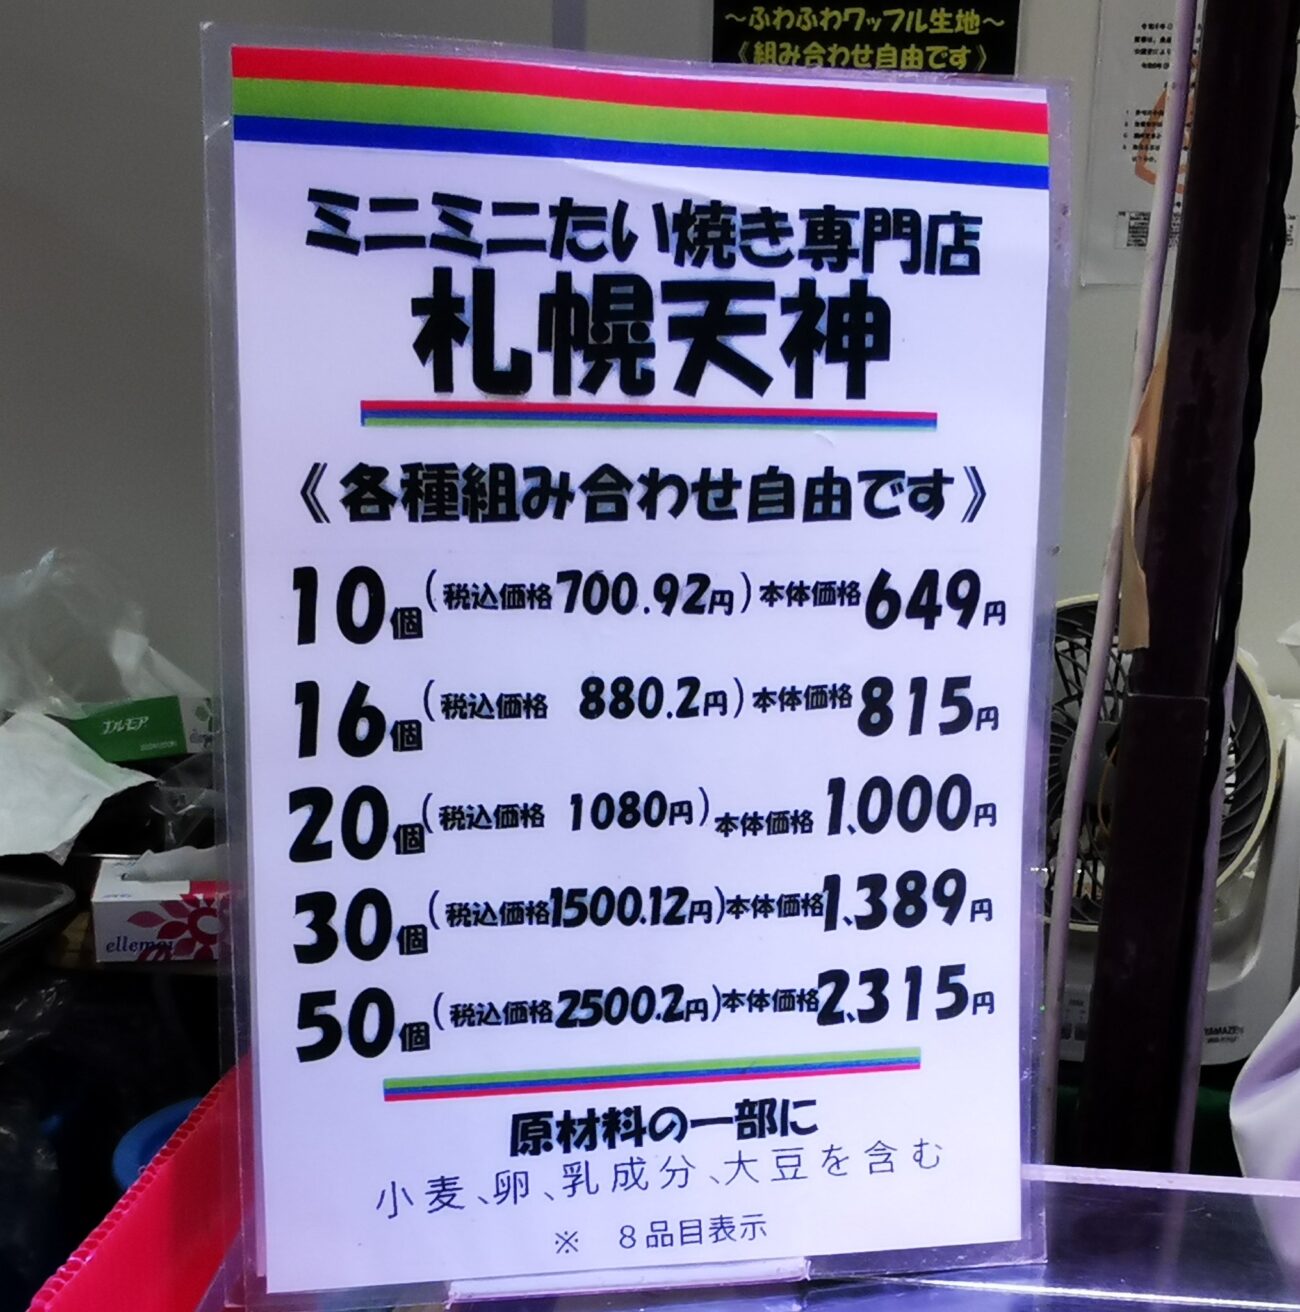 ～ふわふわワッフル生地～
《組み合わせ自由です》
ミニミニたい焼き専門店
札幌天神
《各種組み合わせ自由です》
10個(税込価格700.92円)本体価格649円
16個(税込価格 880.2円)本体価格815円
20個(税込価格 1080円)本体価格1,000円
30個(税込価格1500.12円)本体価格1,389円
50個(税込価格2500.2円)本体価格2,315円
原材料の一部に
小麦、卵、乳成分、大豆を含む
※ 8品目表示
エルモア
ellemoi